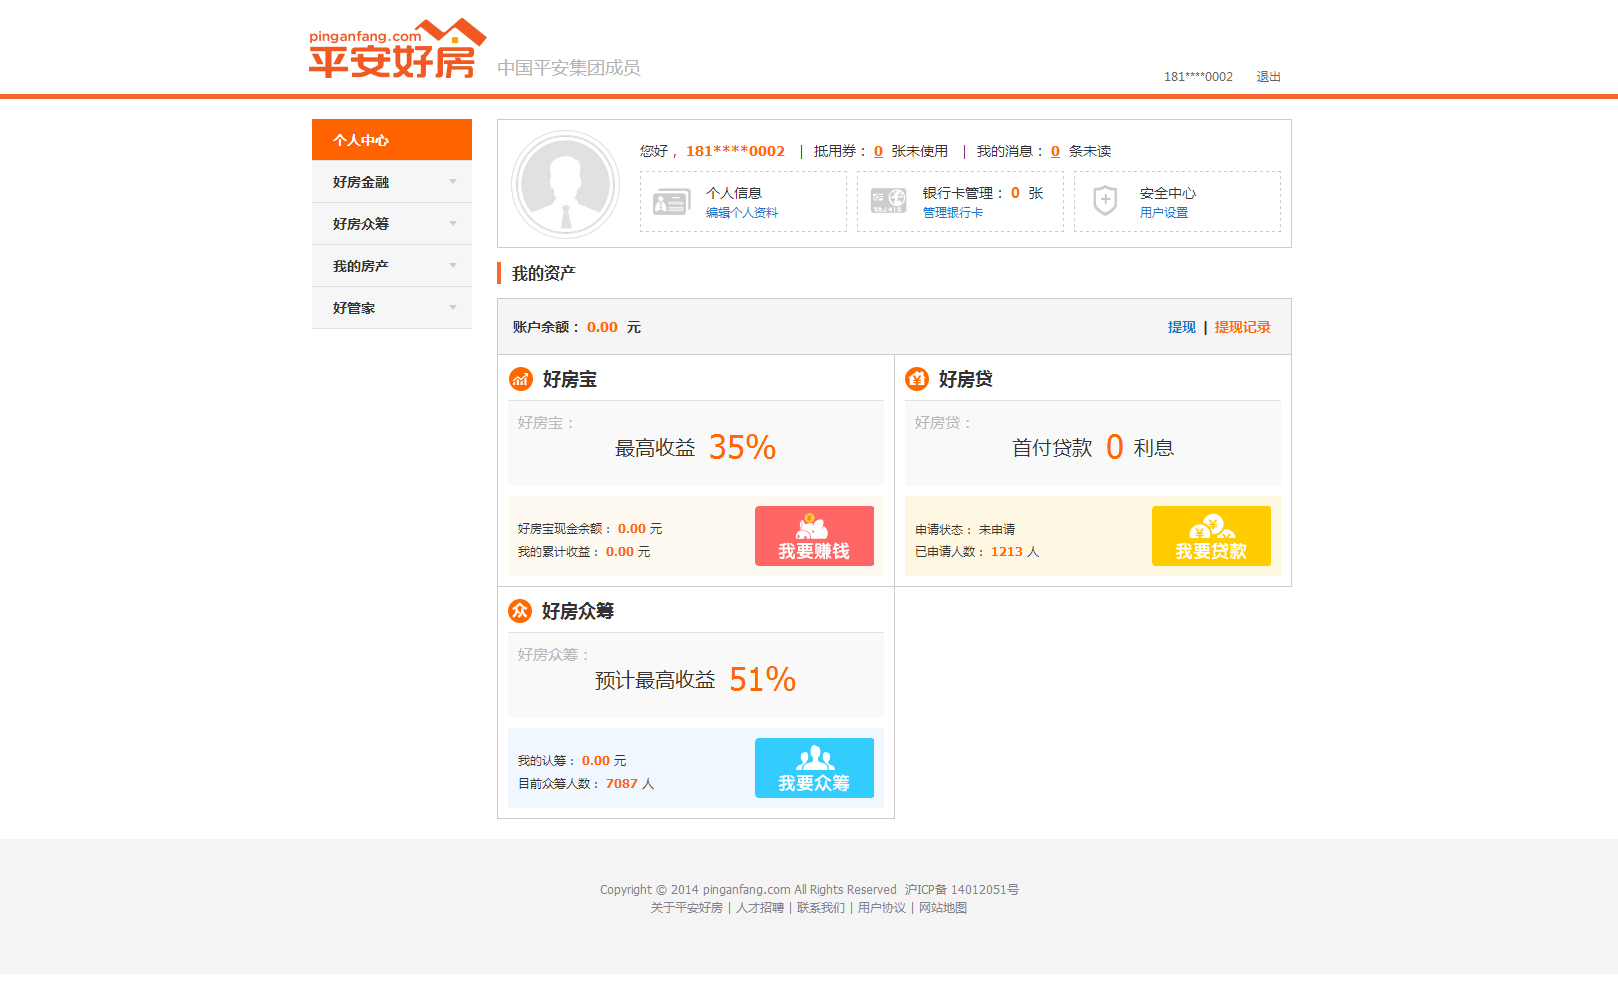 pinganfang.com
平安好房 中国平安集团成员
181****0002 退出
个人中心
好房金融
好房众筹
我的房产
好管家
您好， 181****0002 | 抵用券： 0 张未使用 | 我的消息： 0 条未读
个人信息
编辑个人资料
银行卡管理： 0 张
管理银行卡
安全中心
用户设置
我的资产
账户余额： 0.00 元
提现 | 提现记录
好房宝
好房宝：
最高收益 35%
好房宝现金余额： 0.00 元
我的累计收益： 0.00 元
我要赚钱
好房贷
好房贷：
首付贷款 0 利息
申请状态： 未申请
已申请人数： 1213 人
我要贷款
众 好房众筹
好房众筹：
预计最高收益 51%
我的认筹： 0.00 元
目前众筹人数： 7087 人
我要众筹
Copyright © 2014 pinganfang.com All Rights Reserved 沪ICP备 14012051号
关于平安好房 | 人才招聘 | 联系我们 | 用户协议 | 网站地图